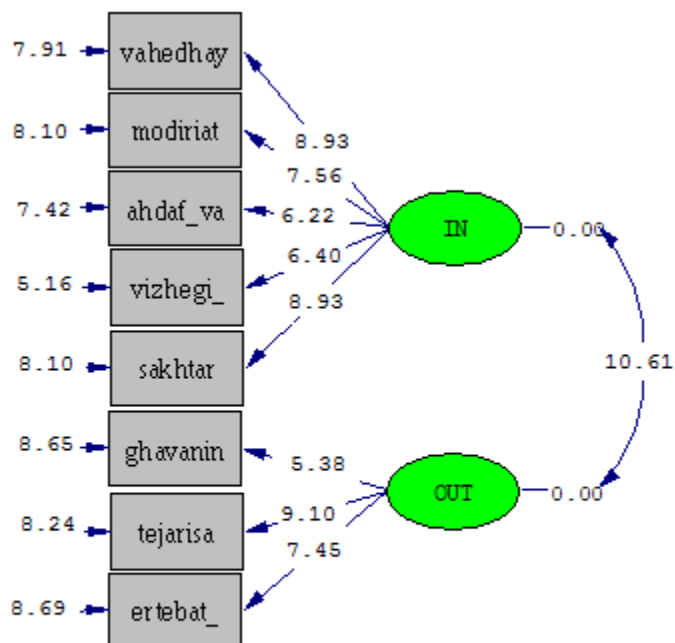 7.91 vahedhay
8.93
8.10 modiriat
7.56
7.42 ahdaf_va 6.22 IN 0.00
6.40
5.16 vizhegi_
8.93
8.10 sakhtar 10.61
8.65 ghavanin
5.38
OUT 0.00
9.10
8.24 tejarisa
7.45
8.69 ertebat_